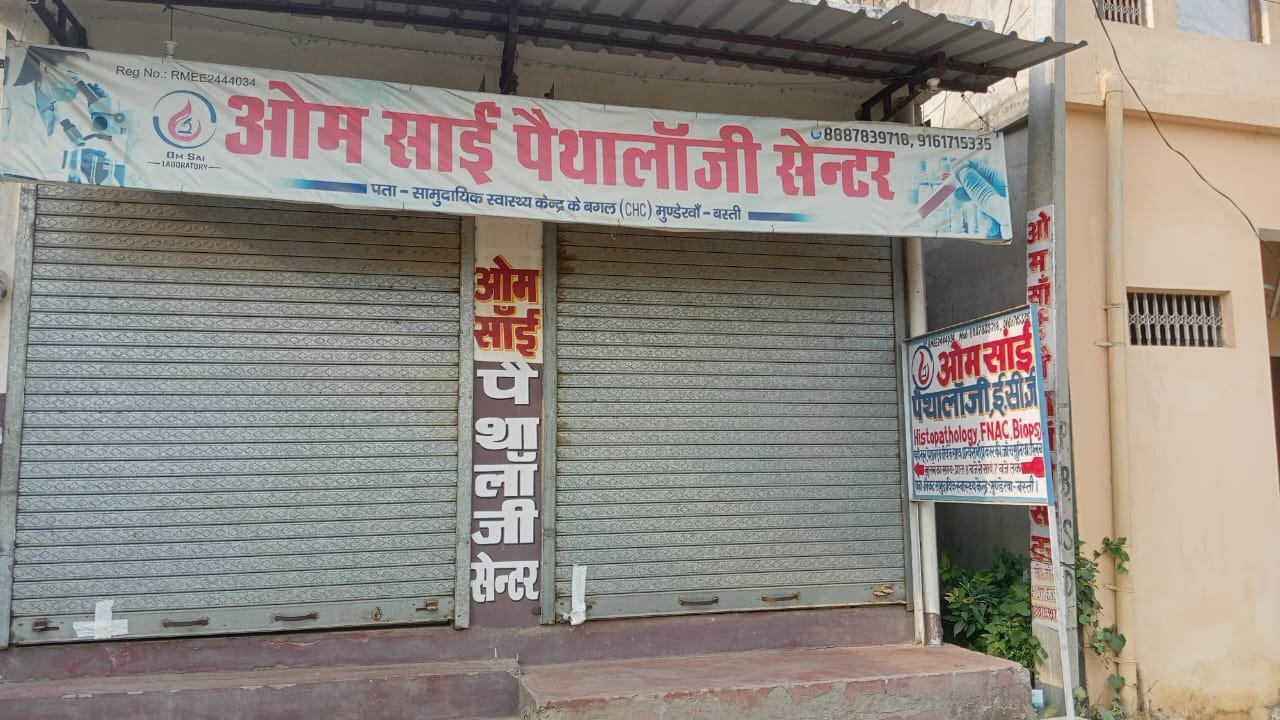 Reg No.: RMEE2444034
OM SAI
LABORATORY
ओम साईं पैथालॉजी सेन्टर
8887839718, 9161715335
पता - सामुदायिक स्वास्थ्य केन्द्र के बगल (CHC) मुण्डेरवाँ - बस्ती
ओम
साँई
पै
था
लॉ
जी
सेन्टर
ओम सांई
पैथालॉजी, ई.सी.जी
Histopathology, FNAC, Biopsy
ओ
म
साँ
ई
P
B
S
D